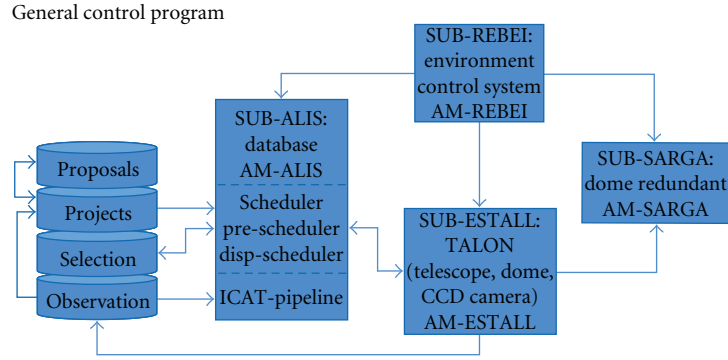 General control program
SUB-REBEI:
environment
control system
AM-REBEI
SUB-ALIS:
database
AM-ALIS
Scheduler
pre-scheduler
disp-scheduler
ICAT-pipeline
Proposals
Projects
Selection
Observation
SUB-ESTALL:
TALON
(telescope, dome,
CCD camera)
AM-ESTALL
SUB-SARGA:
dome redundant
AM-SARGA